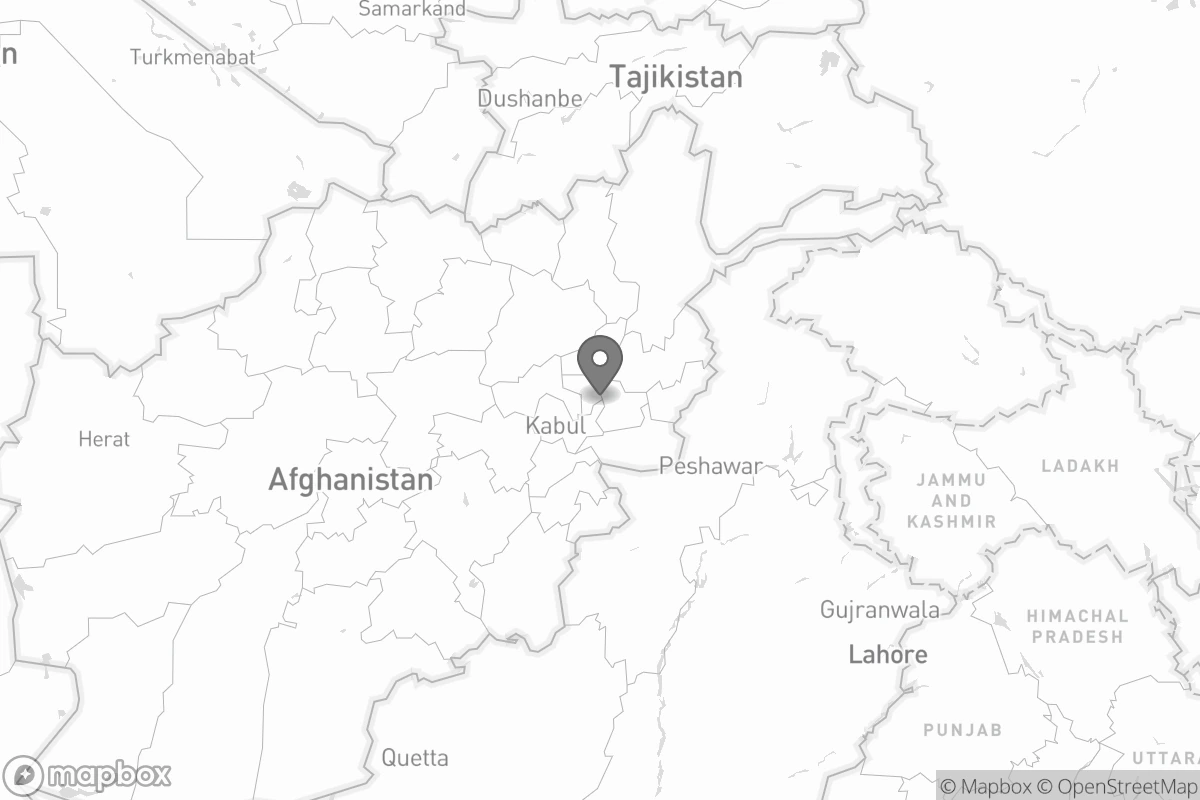 Samarkand
n
Turkmenabat
Tajikistan
Dushanbe
Kabul
Herat
Afghanistan
Peshawar
LADAKH
JAMMU
AND
KASHMIR
Gujranwala
HIMACHAL
PRADESH
Lahore
PUNJAB
Quetta
UTTARA
mapbox
© Mapbox © OpenStreetMap